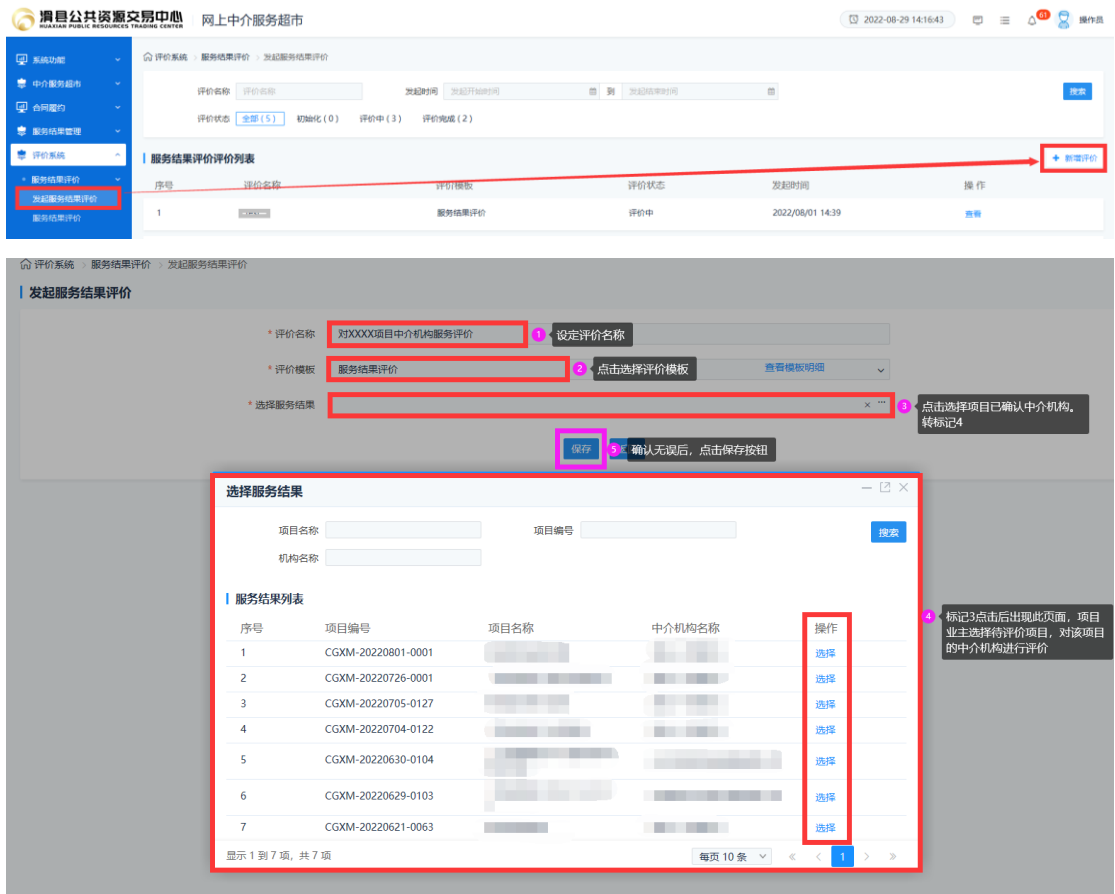 滑县公共资源交易中心 网上中介服务超市 2022-08-29 14:16:43 61 操作员
HUAXIAN PUBLIC RESOURCES TRADING CENTER
系统功能
中介服务超市
合同履约
服务结果管理
评价系统
服务结果评价
发起服务结果评价
服务结果评价
评价系统 服务结果评价 发起服务结果评价
评价名称 评价名称 发起时间 发起开始时间 到 发起结束时间 搜索
评价状态 全部(5) 初始化(0) 评价中(3) 评价完成(2)
服务结果评价评价列表 + 新增评价
序号 评价名称 评价模板 评价状态 发起时间 操作
1 服务结果评价 评价中 2022/08/01 14:39 查看
评价系统 服务结果评价 发起服务结果评价
发起服务结果评价
* 评价名称 对XXXX项目中介机构服务评价 1 设定评价名称
* 评价模板 服务结果评价 2 点击选择评价模板 查看模板明细
* 选择服务结果 × ··· 3 点击选择项目已确认中介机构。
转标记4
保存 5 确认无误后，点击保存按钮
选择服务结果
项目名称 项目编号 搜索
机构名称
服务结果列表
序号 项目编号 项目名称 中介机构名称 操作
1 CGXM-20220801-0001 选择
2 CGXM-20220726-0001 选择
3 CGXM-20220705-0127 选择
4 CGXM-20220704-0122 选择
5 CGXM-20220630-0104 选择
6 CGXM-20220629-0103 选择
7 CGXM-20220621-0063 选择
显示 1 到 7 项，共 7 项 每页 10 条 « < 1 > »
4 标记3点击后出现此页面，项目
业主选择待评价项目，对该项目
的中介机构进行评价